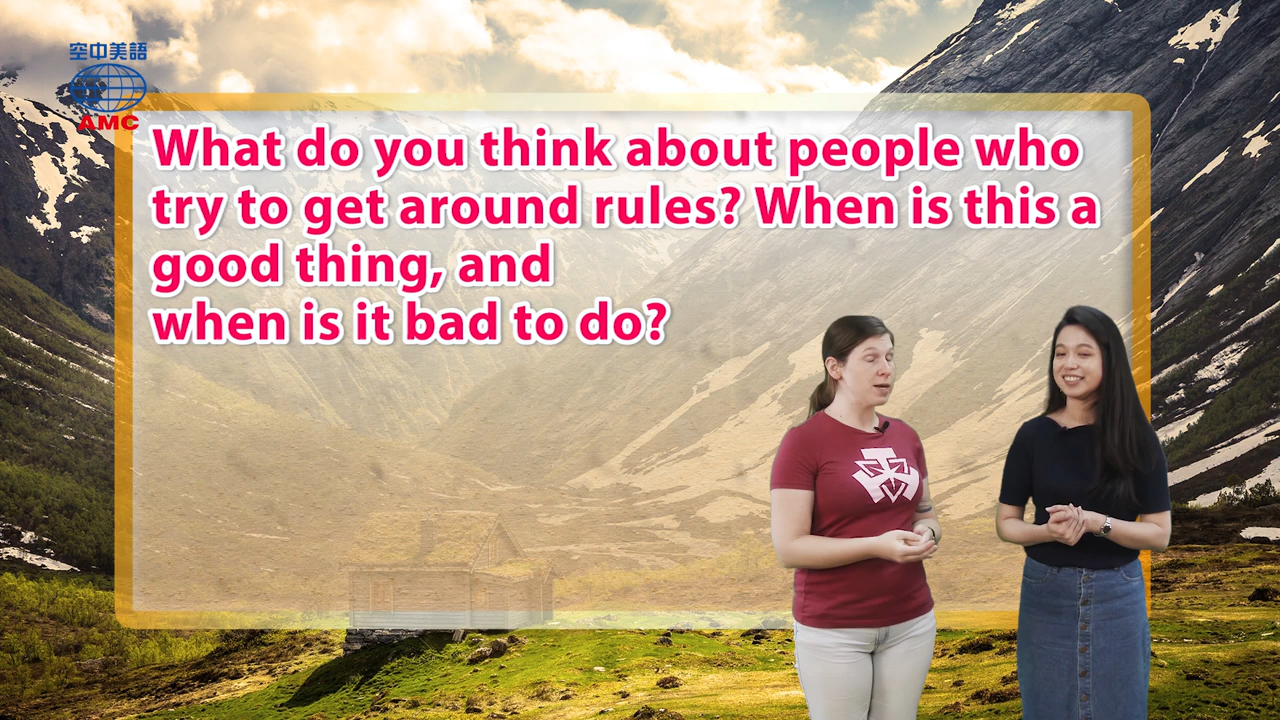 空中美語
AMC
What do you think about people who
try to get around rules? When is this a
good thing, and
when is it bad to do?